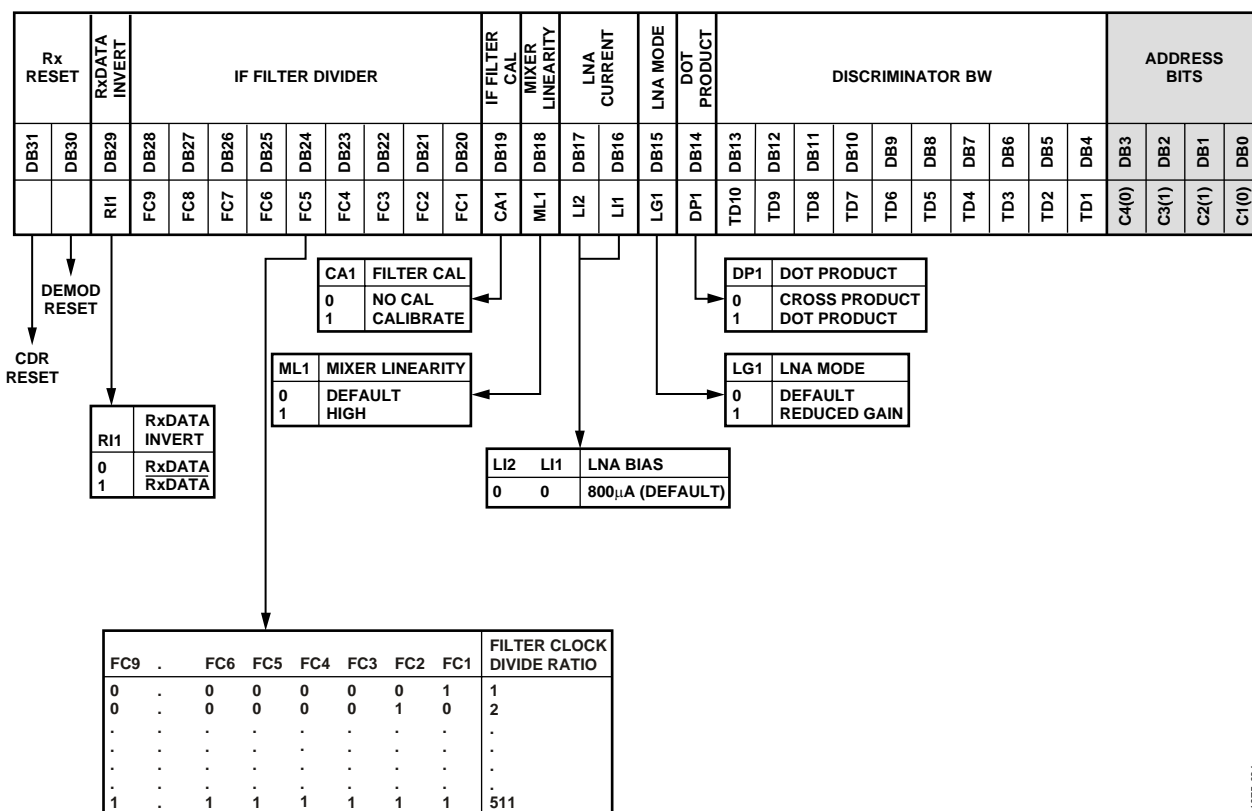 Rx RESET
RxDATA INVERT
IF FILTER DIVIDER
IF FILTER CAL
MIXER LINEARITY
LNA CURRENT
LNA MODE
DOT PRODUCT
DISCRIMINATOR BW
ADDRESS BITS
DB31 DB30 DB29 DB28 DB27 DB26 DB25 DB24 DB23 DB22 DB21 DB20 DB19 DB18 DB17 DB16 DB15 DB14 DB13 DB12 DB11 DB10 DB9 DB8 DB7 DB6 DB5 DB4 DB3 DB2 DB1 DB0
RI1 FC9 FC8 FC7 FC6 FC5 FC4 FC3 FC2 FC1 CA1 ML1 LI2 LI1 LG1 DP1 TD10 TD9 TD8 TD7 TD6 TD5 TD4 TD3 TD2 TD1 C4(0) C3(1) C2(1) C1(0)
DEMOD
RESET
CDR
RESET
CA1 FILTER CAL
0 NO CAL
1 CALIBRATE
DP1 DOT PRODUCT
0 CROSS PRODUCT
1 DOT PRODUCT
ML1 MIXER LINEARITY
0 DEFAULT
1 HIGH
LG1 LNA MODE
0 DEFAULT
1 REDUCED GAIN
RI1 RxDATA INVERT
0 RxDATA
1 R̅x̅D̅A̅T̅A̅
LI2 LI1 LNA BIAS
0 0 800μA (DEFAULT)
FC9 . FC6 FC5 FC4 FC3 FC2 FC1 FILTER CLOCK DIVIDE RATIO
0 . 0 0 0 0 0 1 1
0 . 0 0 0 0 1 0 2
. . . . . . . . .
. . . . . . . . .
. . . . . . . . .
. . . . . . . . .
1 . 1 1 1 1 1 1 511